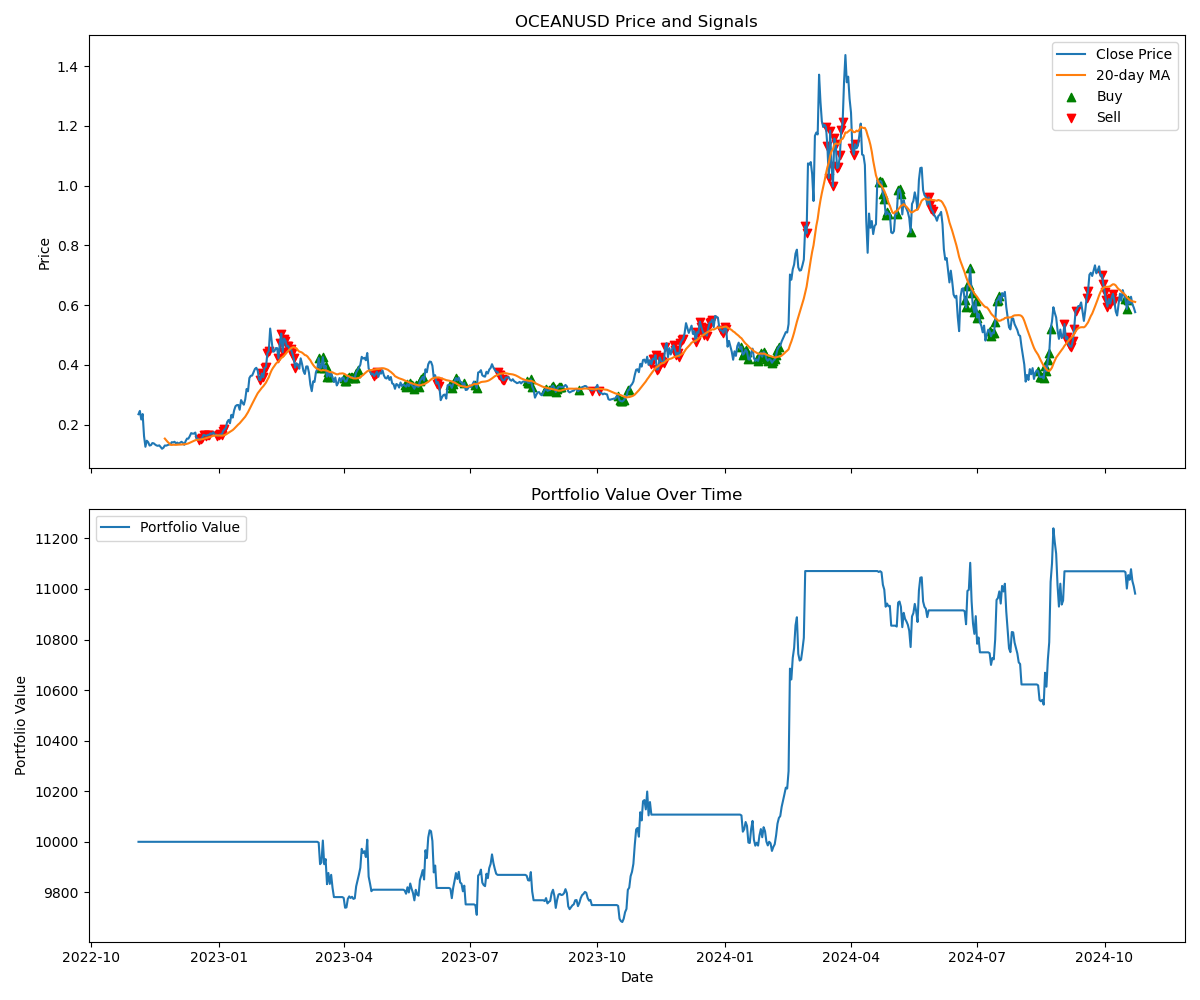 OCEANUSD Price and Signals
Close Price
20-day MA
Buy
Sell
Price
1.4
1.2
1.0
0.8
0.6
0.4
0.2
Portfolio Value Over Time
Portfolio Value
Portfolio Value
11200
11000
10800
10600
10400
10200
10000
9800
2022-10 2023-01 2023-04 2023-07 2023-10 2024-01 2024-04 2024-07 2024-10
Date